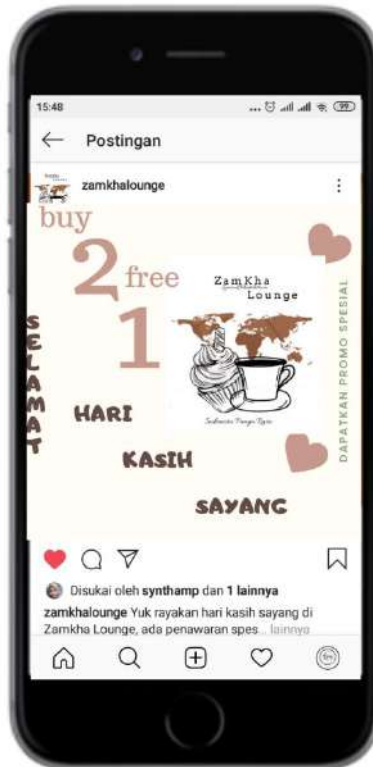 15:48
... 99
Postingan
zamkhalounge
buy
2 free
1
ZamKha
Lounge
SELAMAT
HARI
KASIH
SAYANG
DAPATKAN PROMO SPESIAL
Disukai oleh synthamp dan 1 lainnya
zamkhalounge Yuk rayakan hari kasih sayang di
Zamkha Lounge, ada penawaran spes... lainnya